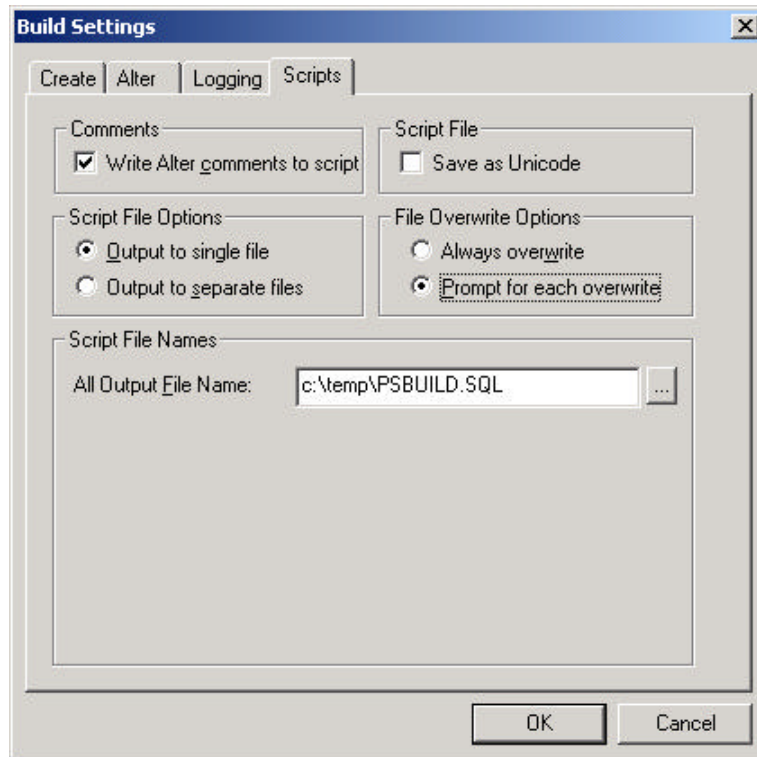 Build Settings
Create
Alter
Logging
Scripts
Comments
Write Alter comments to script
Script File
Save as Unicode
Script File Options
Output to single file
Output to separate files
File Overwrite Options
Always overwrite
Prompt for each overwrite
Script File Names
All Output File Name:
c:\temp\PSBUILD.SQL
...
OK
Cancel